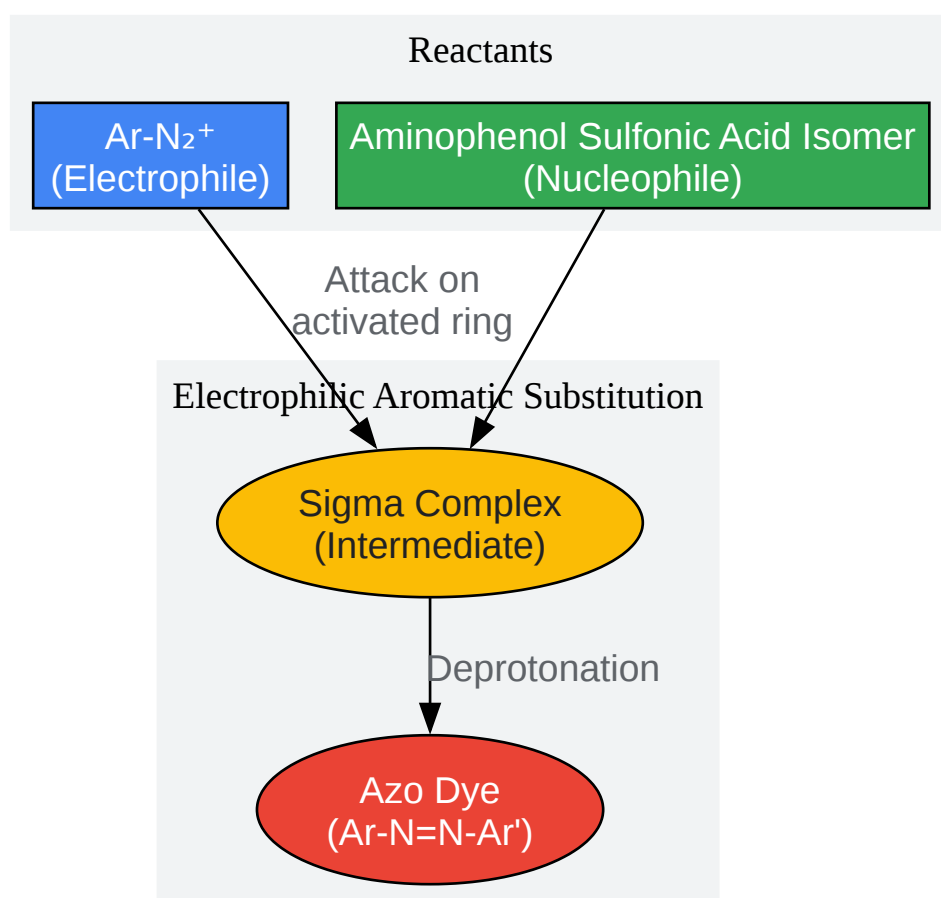 Reactants
Ar-N₂⁺
(Electrophile)
Aminophenol Sulfonic Acid Isomer
(Nucleophile)
Attack on
activated ring
Electrophilic Aromatic Substitution
Sigma Complex
(Intermediate)
Deprotonation
Azo Dye
(Ar-N=N-Ar')